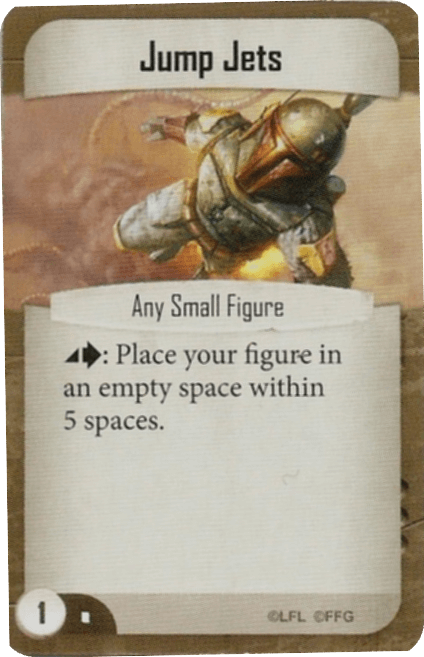 Jump Jets
Any Small Figure
: Place your figure in
an empty space within
5 spaces.
1
©LFL ©FFG